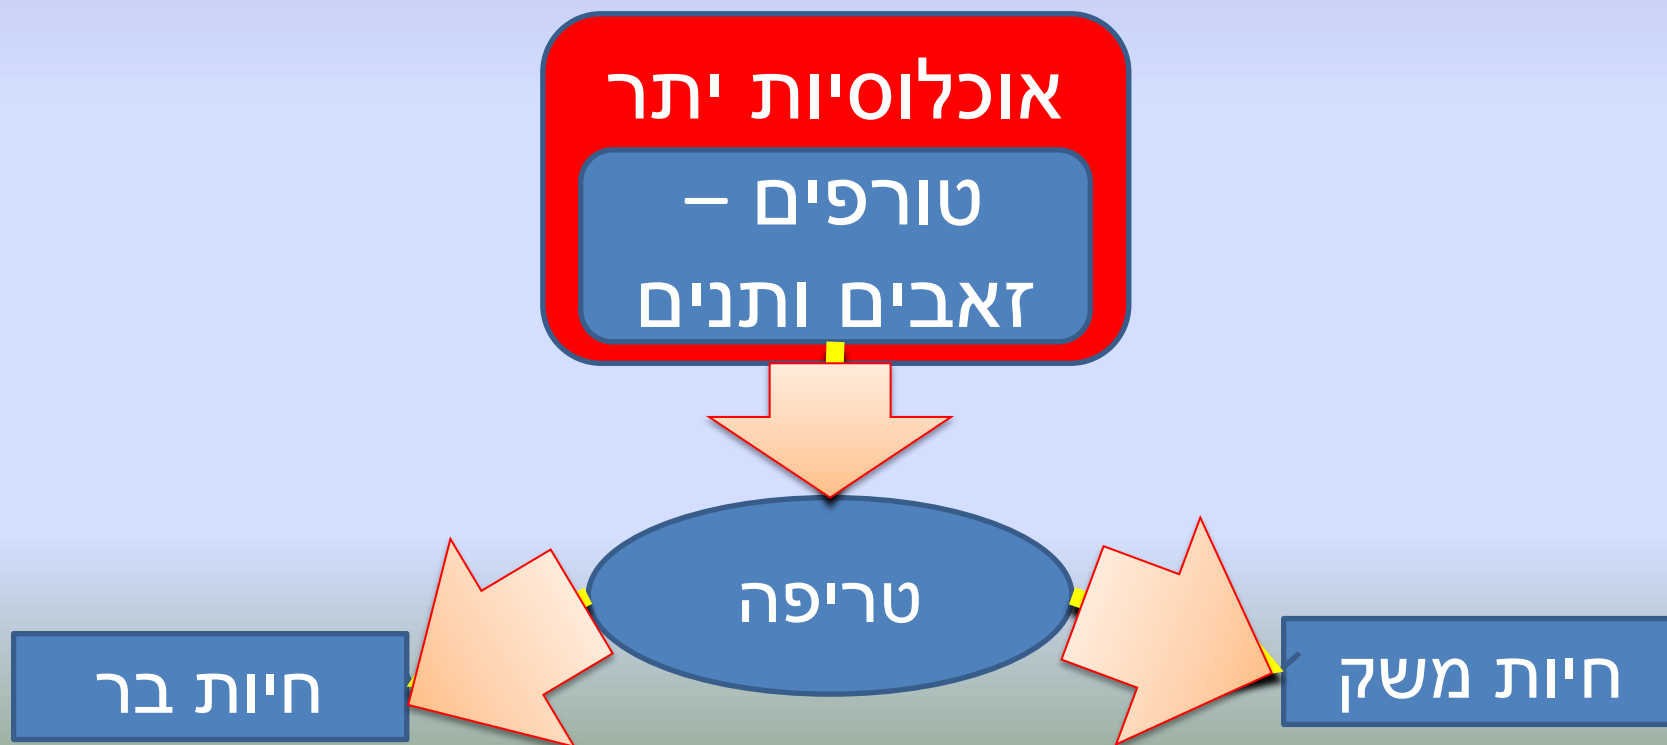 אוכלוסיות יתר
טורפים –
זאבים ותנים
טריפה
חיות משק
חיות בר